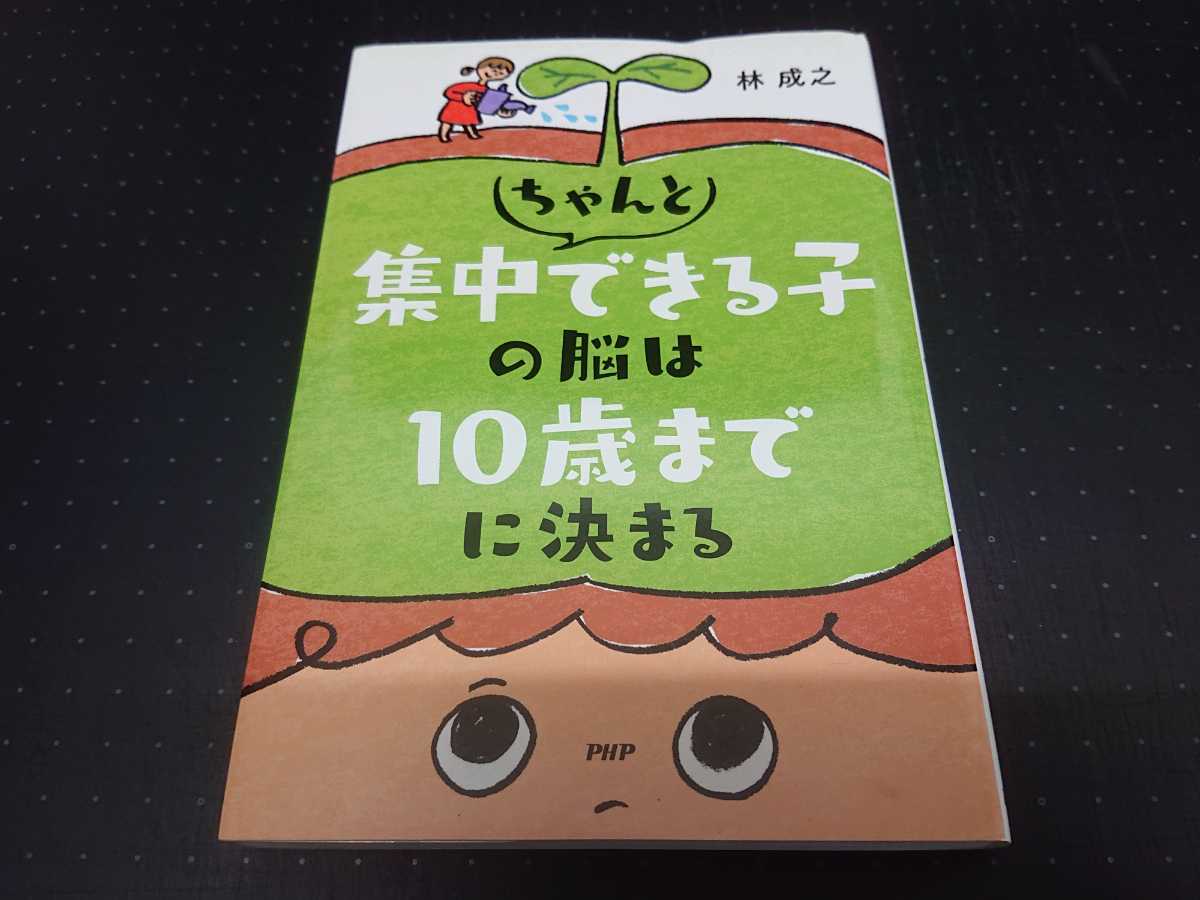 林 成之
ちゃんと
集中できる子
の脳は
10歳まで
に決まる
PHP